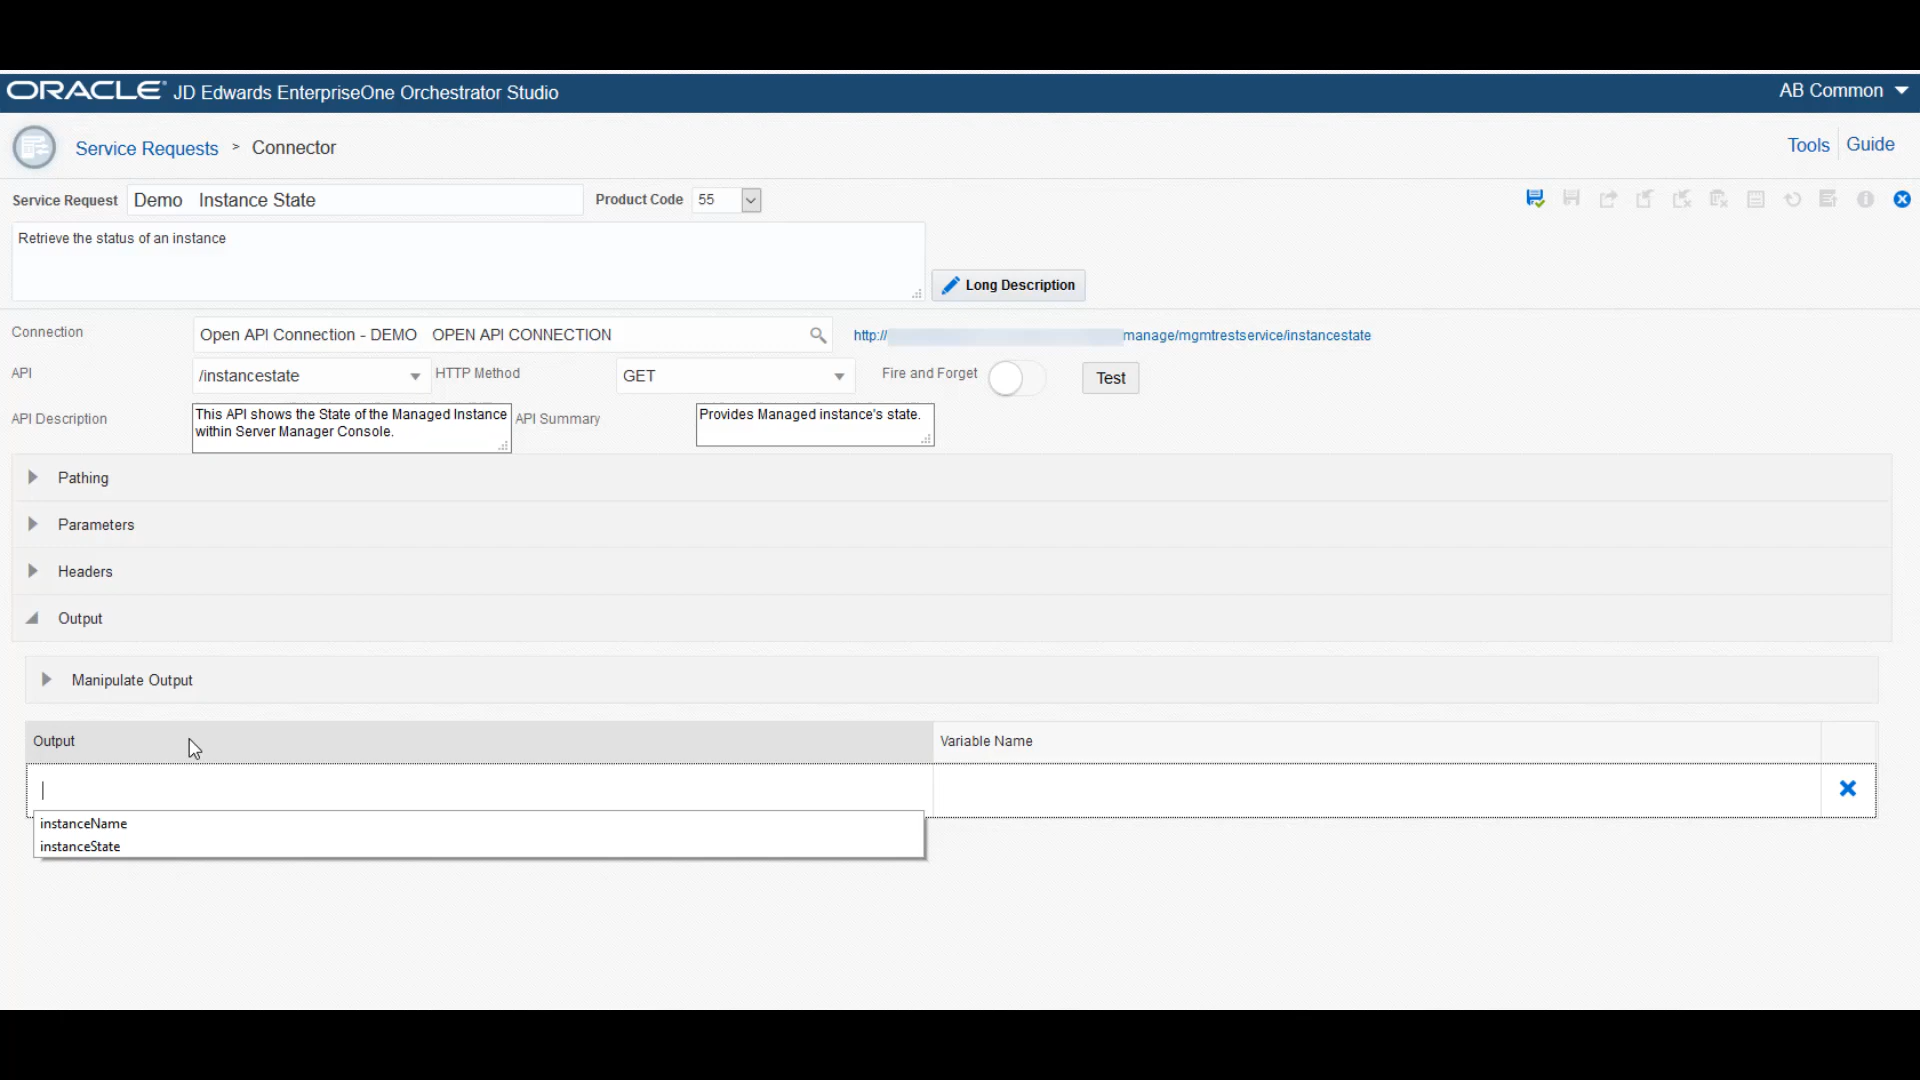 ORACLE JD Edwards EnterpriseOne Orchestrator Studio
AB Common
Service Requests > Connector
Tools
Guide
Service Request Demo Instance State Product Code 55
Retrieve the status of an instance
Long Description
Connection Open API Connection - DEMO OPEN API CONNECTION http:// manage/mgmtrestservice/instancestate
API /instancestate HTTP Method GET Fire and Forget Test
API Description This API shows the State of the Managed Instance
within Server Manager Console.
API Summary Provides Managed instance's state.
Pathing
Parameters
Headers
Output
Manipulate Output
Output Variable Name
instanceName
instanceState